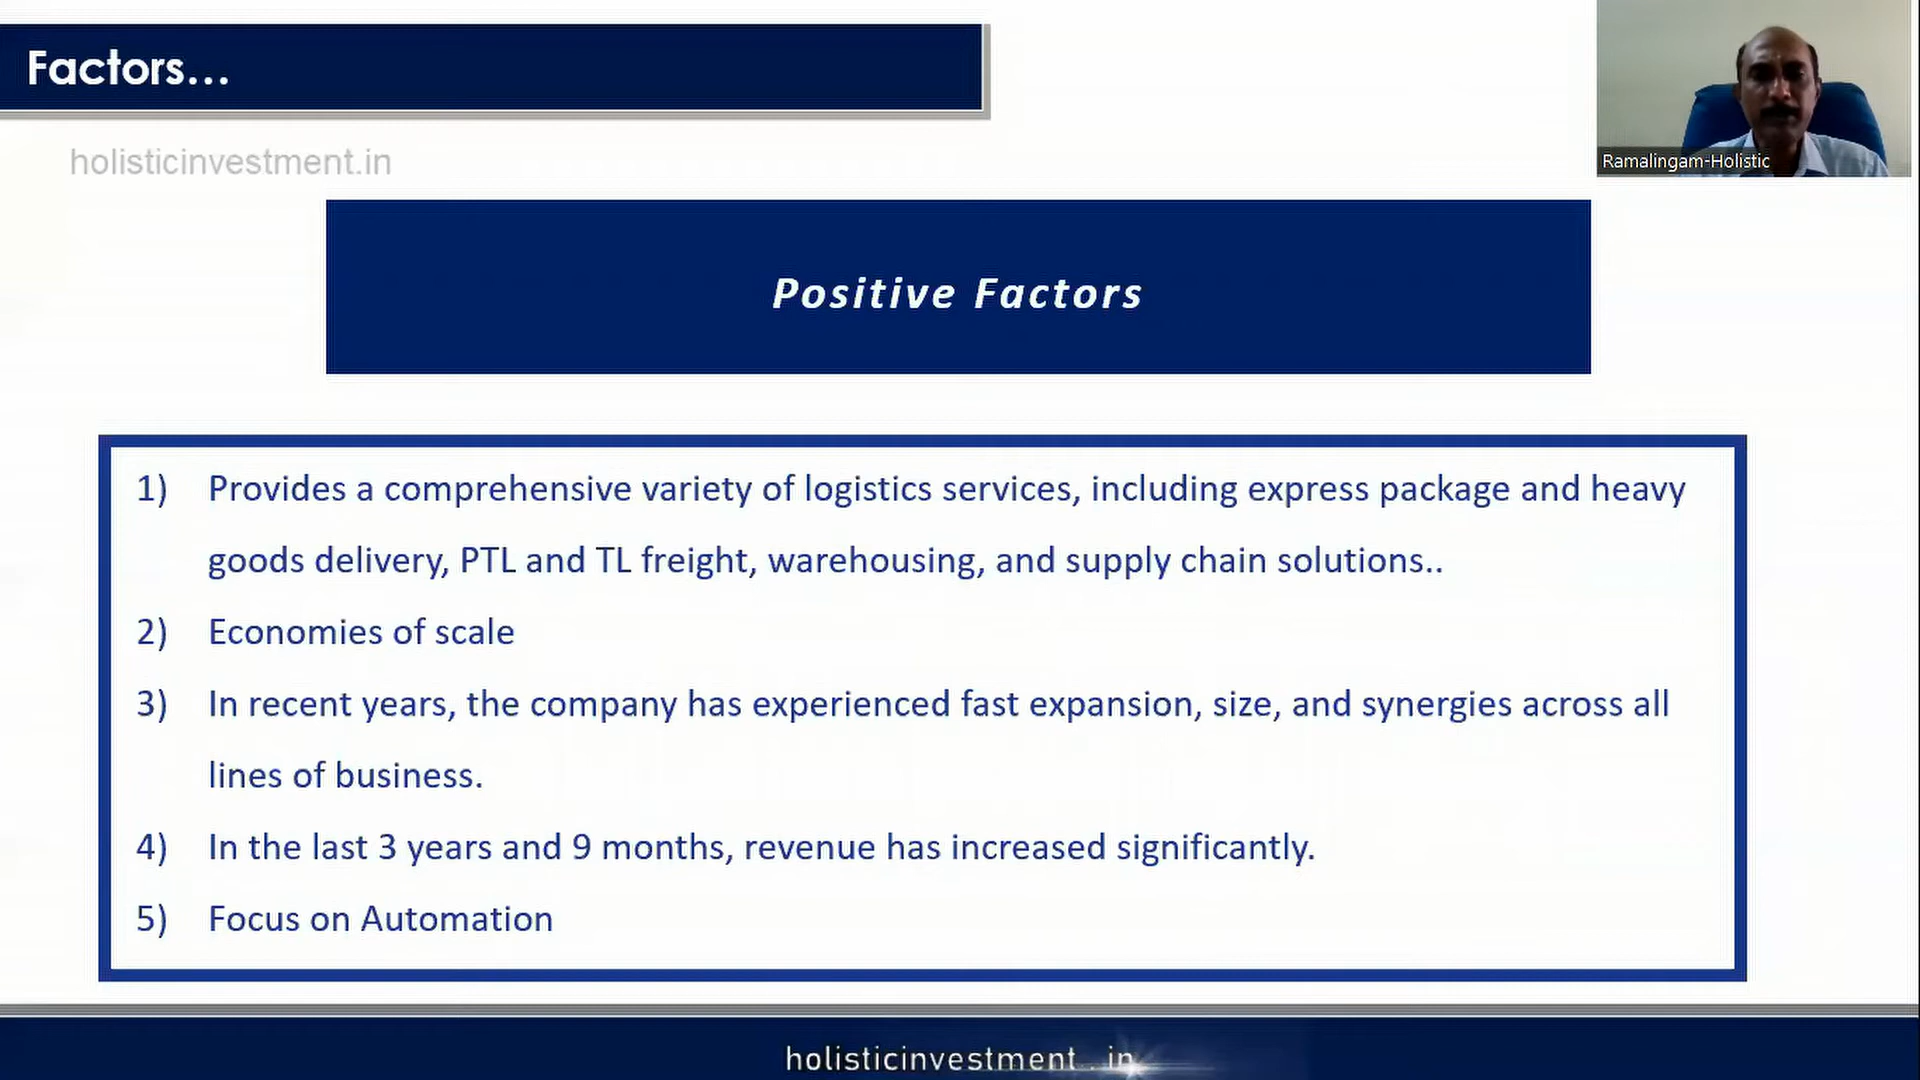 Factors...
holisticinvestment.in
Ramalingam-Holistic
Positive Factors
1) Provides a comprehensive variety of logistics services, including express package and heavy
goods delivery, PTL and TL freight, warehousing, and supply chain solutions..
2) Economies of scale
3) In recent years, the company has experienced fast expansion, size, and synergies across all
lines of business.
4) In the last 3 years and 9 months, revenue has increased significantly.
5) Focus on Automation
holisticinvestment . in